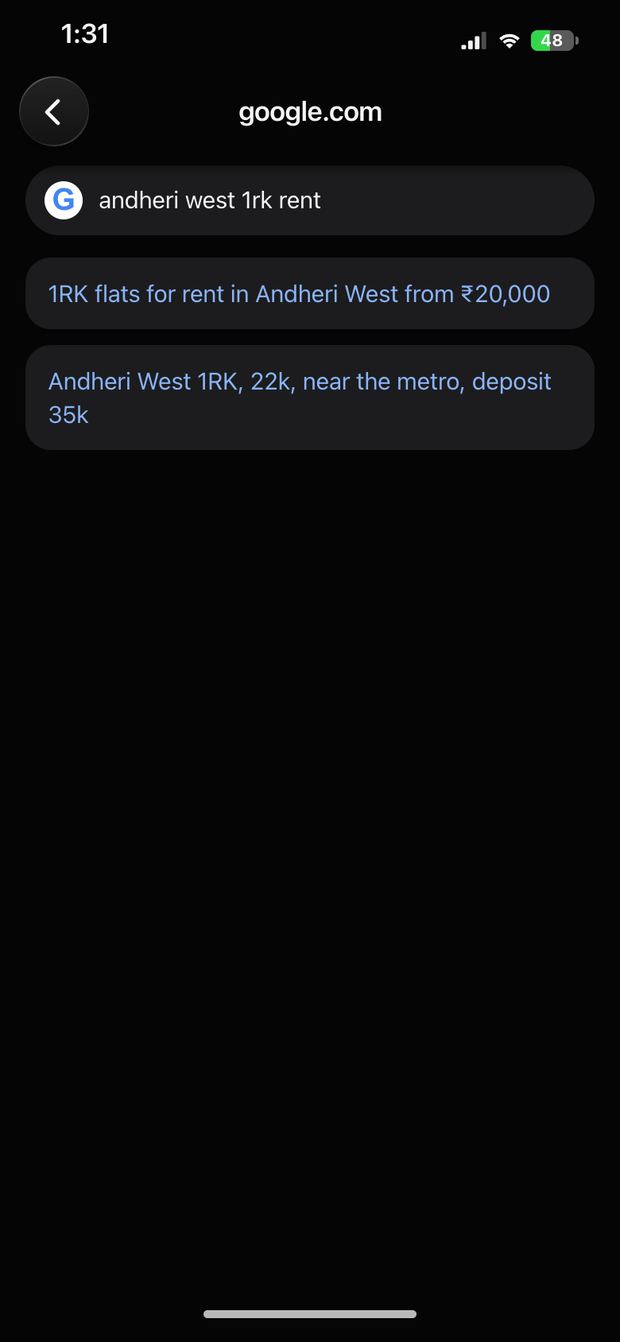 1:31
48
google.com
G andheri west 1rk rent
1RK flats for rent in Andheri West from ₹20,000
Andheri West 1RK, 22k, near the metro, deposit
35k